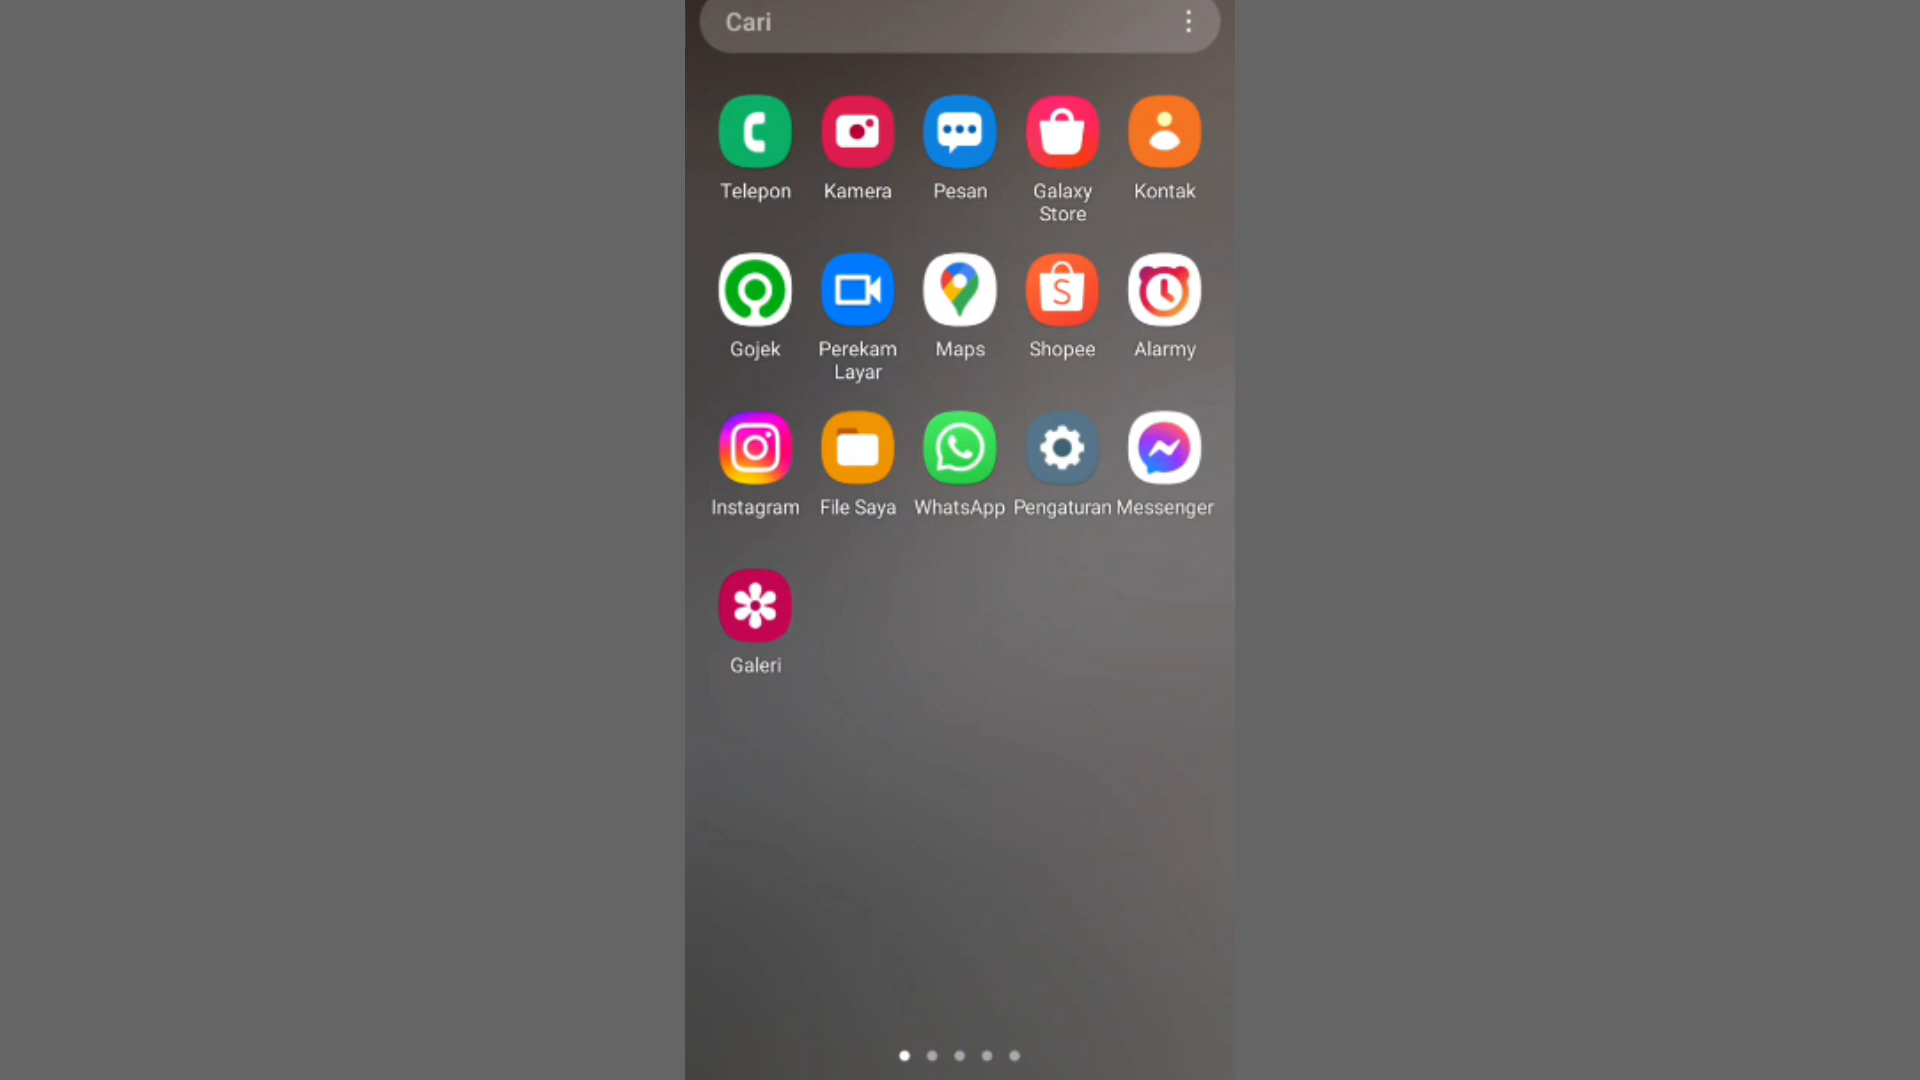 Cari
Telepon
Kamera
Pesan
Galaxy
Store
Kontak
Gojek
Perekam
Layar
Maps
Shopee
Alarmy
Instagram
File Saya
WhatsApp
Pengaturan
Messenger
Galeri